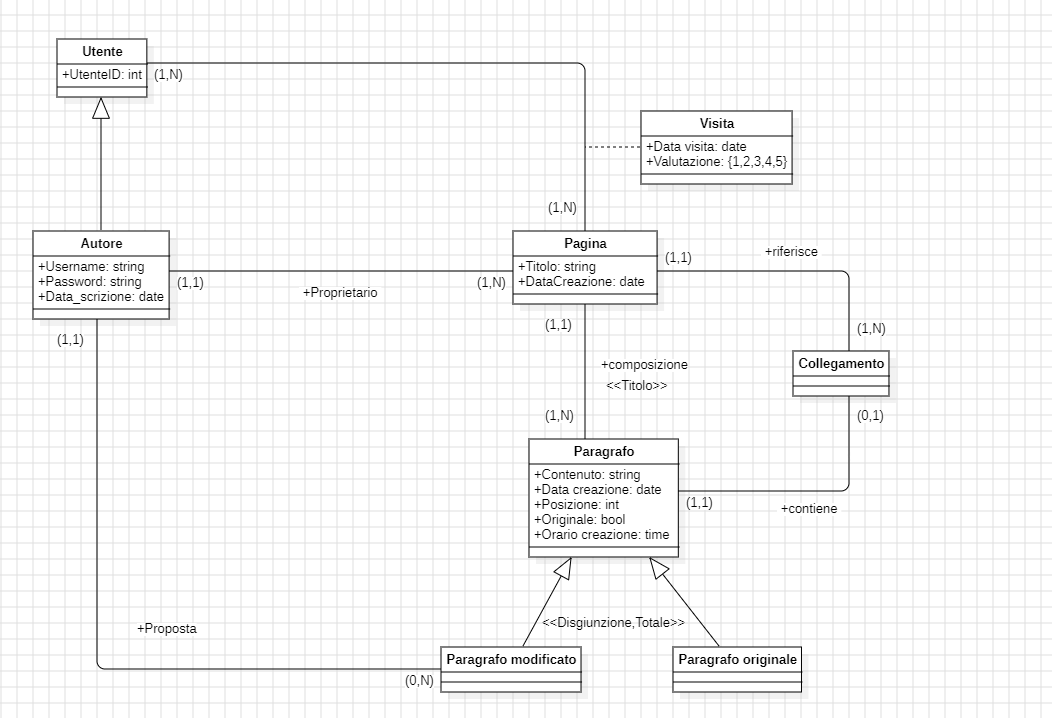 Utente
+UtenteID: int
(1,N)
Visita
+Data visita: date
+Valutazione: {1,2,3,4,5}
(1,N)
Autore
+Username: string
+Password: string
+Data_scrizione: date
(1,1)
+Proprietario
(1,N)
Pagina
+Titolo: string
+DataCreazione: date
(1,1)
+riferisce
(1,N)
(1,1)
(1,1)
+composizione
<<Titolo>>
(1,N)
Collegamento
(0,1)
Paragrafo
+Contenuto: string
+Data creazione: date
+Posizione: int
+Originale: bool
+Orario creazione: time
(1,1)
+contiene
<<Disgiunzione,Totale>>
+Proposta
(0,N)
Paragrafo modificato
Paragrafo originale